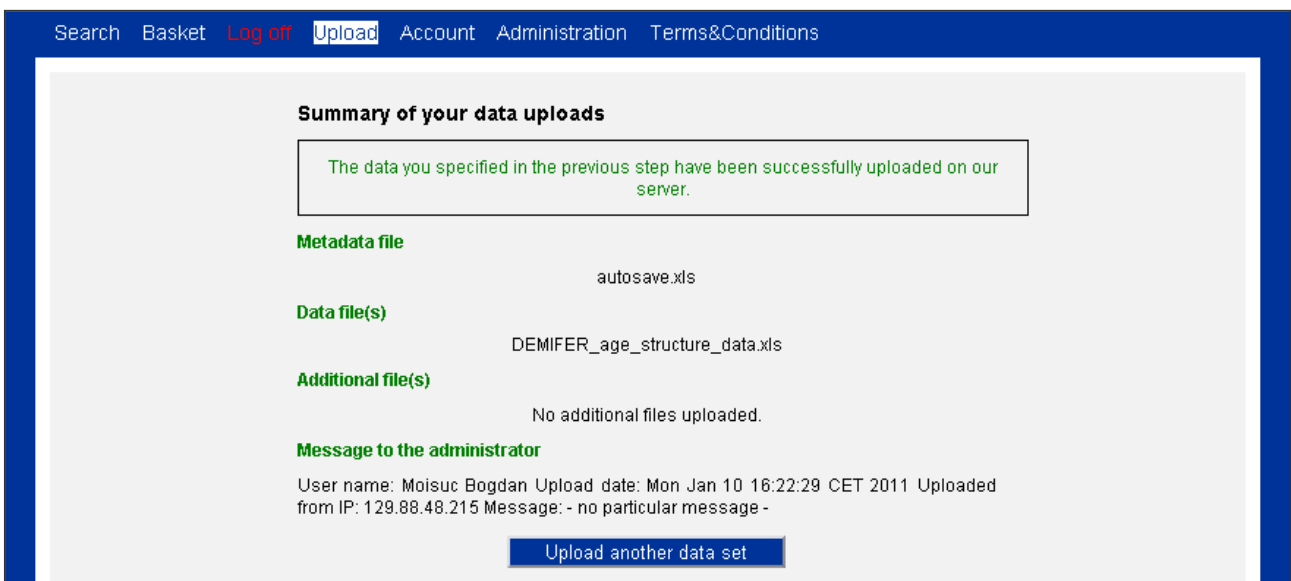 Search Basket Log off Upload Account Administration Terms&Conditions
Summary of your data uploads
The data you specified in the previous step have been successfully uploaded on our
server.
Metadata file
autosave.xls
Data file(s)
DEMIFER_age_structure_data.xls
Additional file(s)
No additional files uploaded.
Message to the administrator
User name: Moisuc Bogdan Upload date: Mon Jan 10 16:22:29 CET 2011 Uploaded
from IP: 129.88.48.215 Message: - no particular message -
Upload another data set